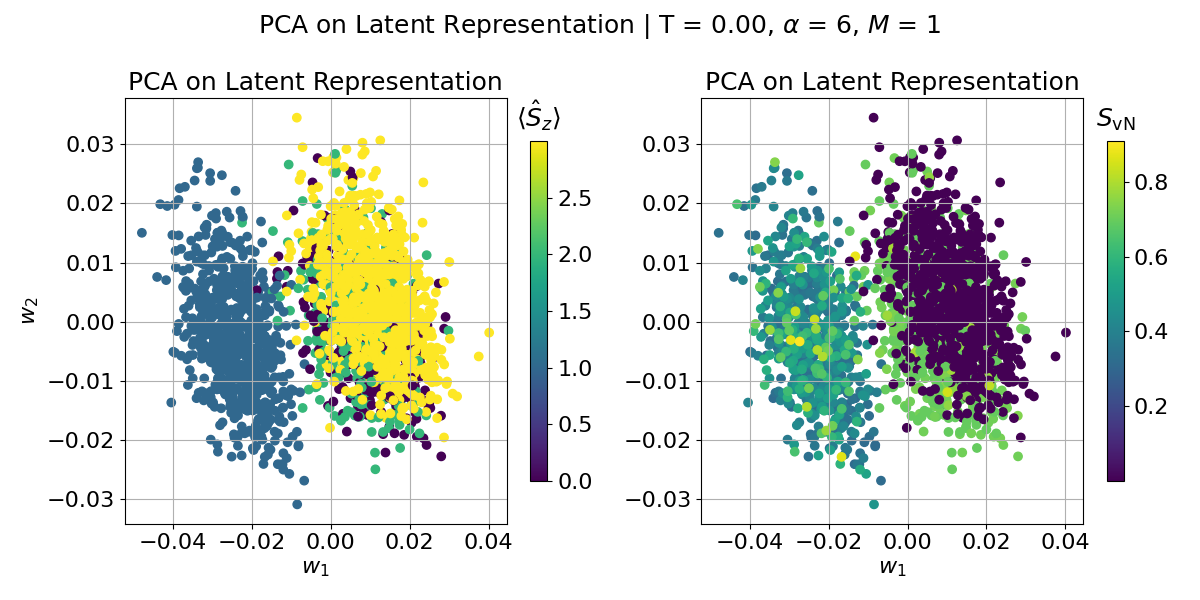 PCA on Latent Representation | T = 0.00, α = 6, M = 1
PCA on Latent Representation
⟨Ŝz⟩
0.03
0.02
0.01
0.00
−0.01
−0.02
−0.03
w2
−0.04 −0.02 0.00 0.02 0.04
w1
2.5
2.0
1.5
1.0
0.5
0.0
PCA on Latent Representation
SvN
0.03
0.02
0.01
0.00
−0.01
−0.02
−0.03
−0.04 −0.02 0.00 0.02 0.04
w1
0.8
0.6
0.4
0.2